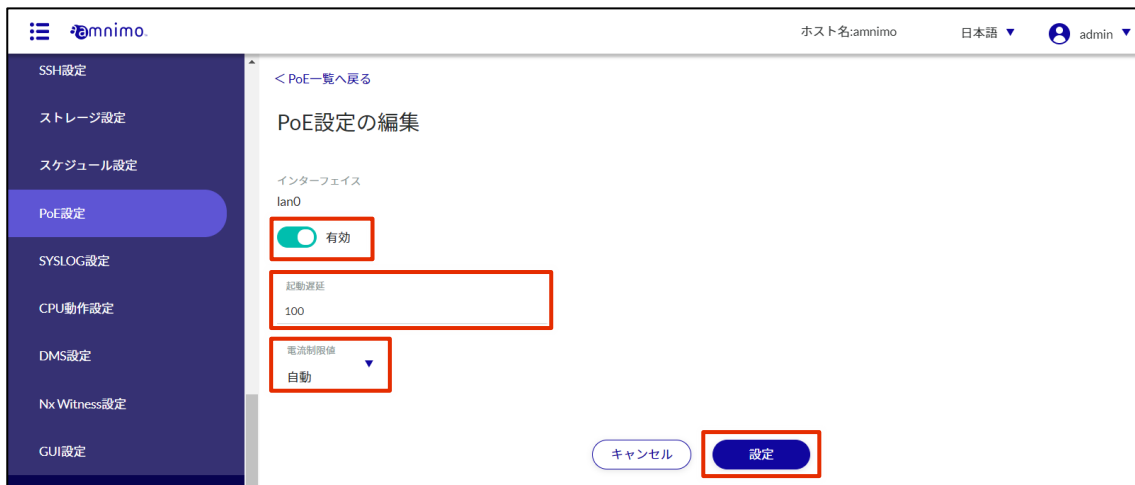 amnimo.
ホスト名:amnimo
日本語
admin
SSH設定
ストレージ設定
スケジュール設定
PoE設定
SYSLOG設定
CPU動作設定
DMS設定
Nx Witness設定
GUI設定
< PoE一覧へ戻る
PoE設定の編集
インターフェイス
lan0
有効
起動遅延
100
電流制限値
自動
キャンセル
設定